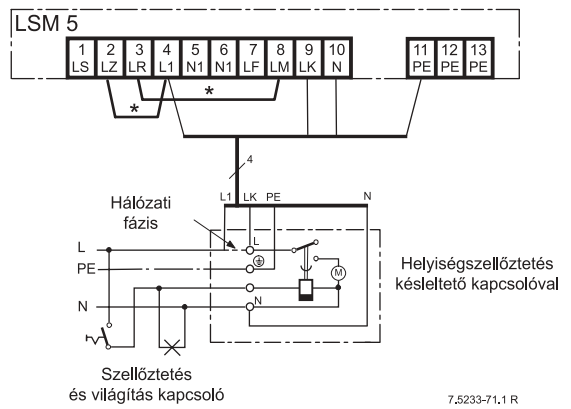 LSM 5
1 2 3 4 5 6 7 8 9 10 11 12 13
LS LZ LR L1 N1 N1 LF LM LK N PE PE PE
* *
4
L1 LK PE N
Hálózati
fázis
L
L
PE
M
N
N
Helyiségszellőztetés
késleltető kapcsolóval
Szellőztetés
és világítás kapcsoló
7.5233-71.1 R